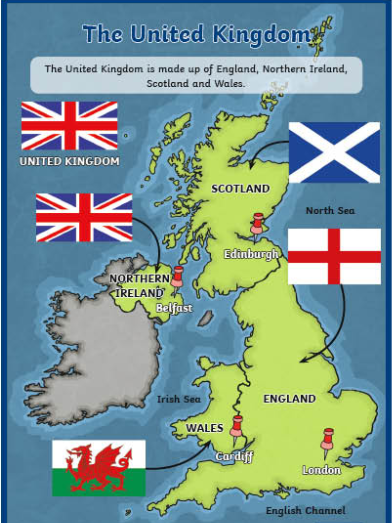 The United Kingdom
The United Kingdom is made up of England, Northern Ireland,
Scotland and Wales.
UNITED KINGDOM
SCOTLAND
North Sea
Edinburgh
NORTHERN
IRELAND
Belfast
Irish Sea
ENGLAND
WALES
Cardiff
London
English Channel